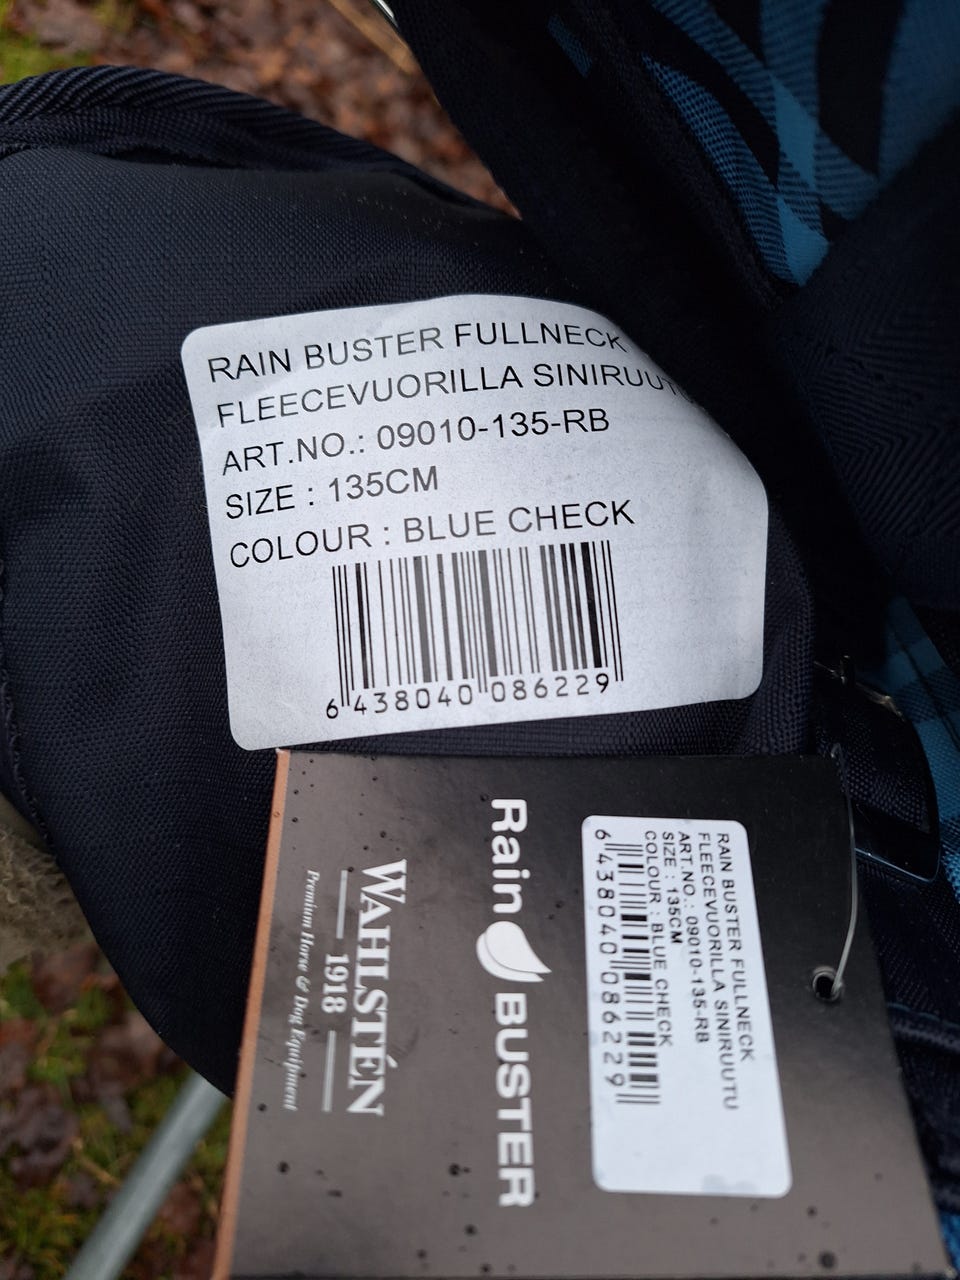 RAIN BUSTER FULLNECK
FLEECEVUORILLA SINIRUUTU
ART.NO.: 09010-135-RB
SIZE : 135CM
COLOUR : BLUE CHECK
6 438040 086229
RAIN BUSTER FULLNECK
FLEECEVUORILLA SINIRUUTU
ART.NO.: 09010-135-RB
SIZE : 135CM
COLOUR : BLUE CHECK
6 438040 086229
Rain BUSTER
WAHLSTÉN
1918
Premium Horse & Dog Equipment